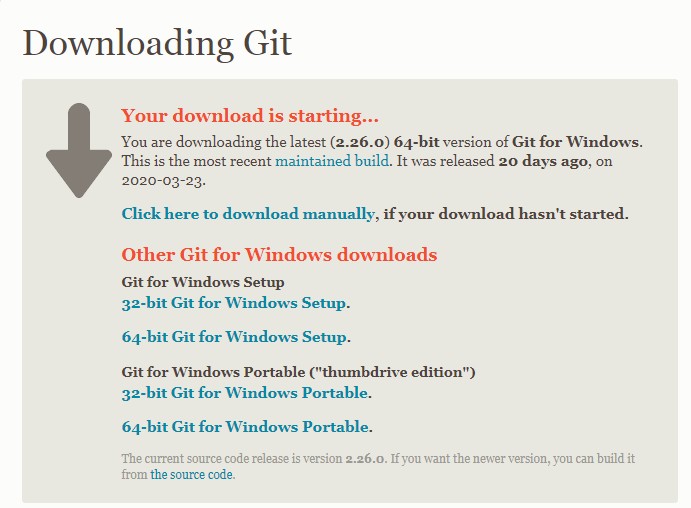 Downloading Git
Your download is starting...
You are downloading the latest (2.26.0) 64-bit version of Git for Windows.
This is the most recent maintained build. It was released 20 days ago, on
2020-03-23.
Click here to download manually, if your download hasn't started.
Other Git for Windows downloads
Git for Windows Setup
32-bit Git for Windows Setup.
64-bit Git for Windows Setup.
Git for Windows Portable ("thumbdrive edition")
32-bit Git for Windows Portable.
64-bit Git for Windows Portable.
The current source code release is version 2.26.0. If you want the newer version, you can build it
from the source code.